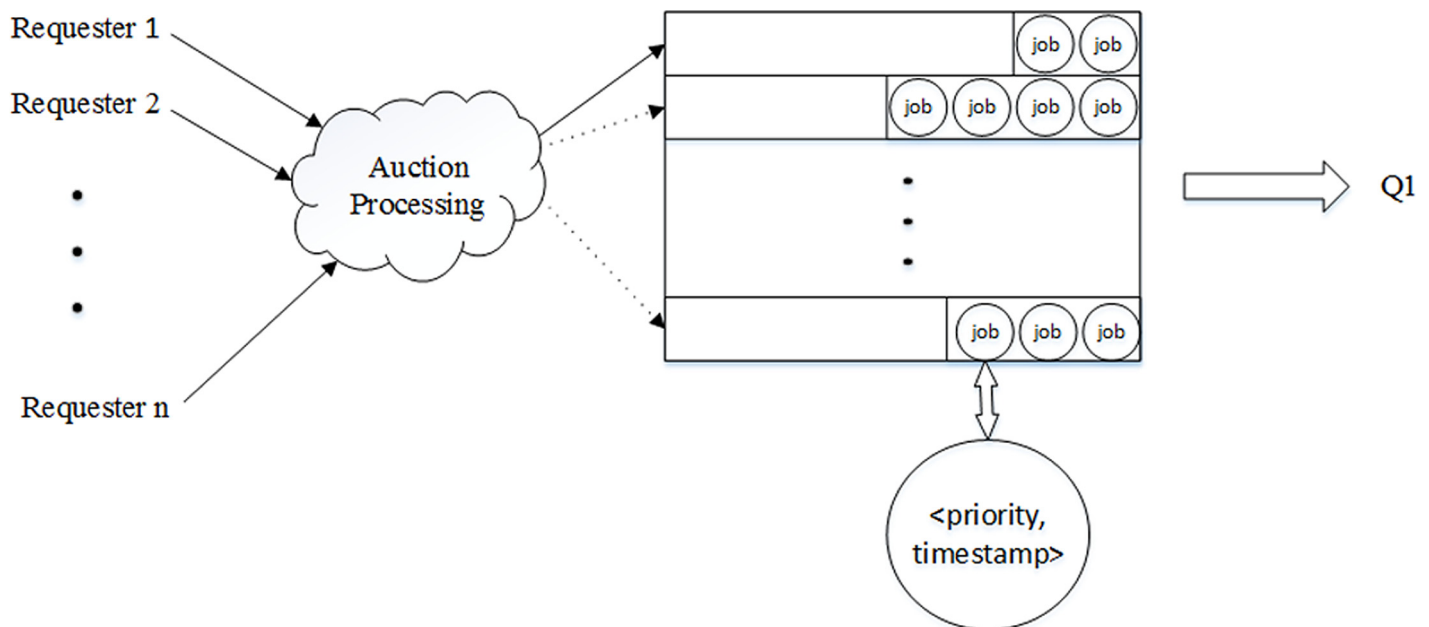 Requester 1
Requester 2
Requester n
Auction
Processing
job job
job job job job
job job job
Q1
<priority,
timestamp>